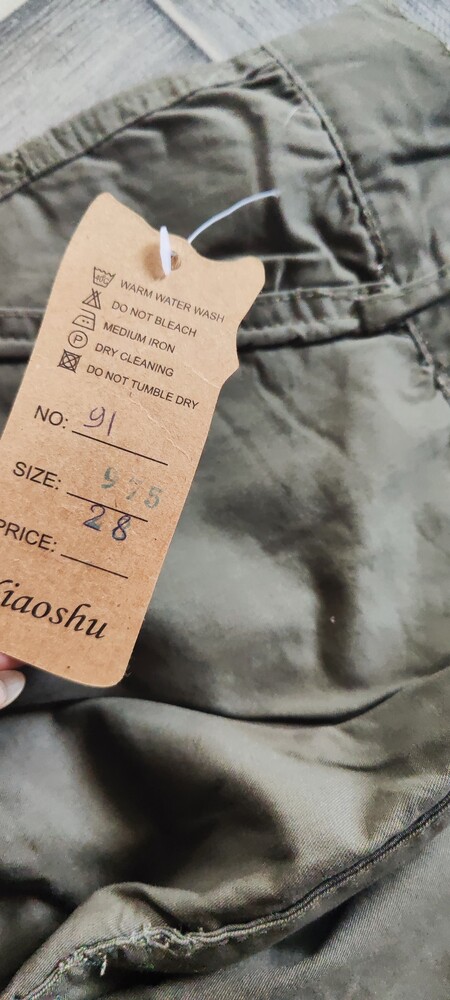 WARM WATER WASH
DO NOT BLEACH
MEDIUM IRON
P DRY CLEANING
DO NOT TUMBLE DRY
NO: 91
SIZE: 975
28
PRICE:
iaoshu